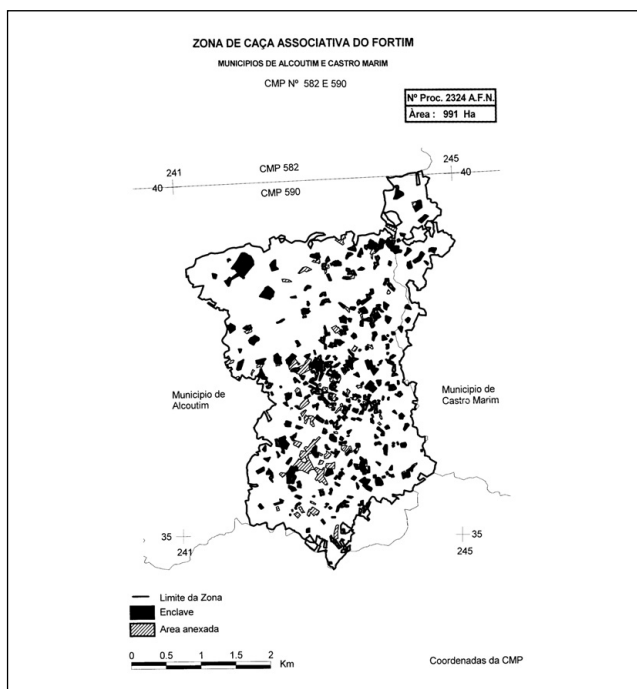 ZONA DE CAÇA ASSOCIATIVA DO FORTIM
MUNICIPIOS DE ALCOUTIM E CASTRO MARIM
CMP Nº 582 E 590
Nº Proc. 2324 A.F.N.
Àrea : 991 Ha
241
CMP 582
245
40
CMP 590
40
Municipio de
Alcoutim
Municipio de
Castro Marim
35
241
35
245
Limite da Zona
Enclave
Area anexada
0 0,5 1 1,5 2
Km
Coordenadas da CMP